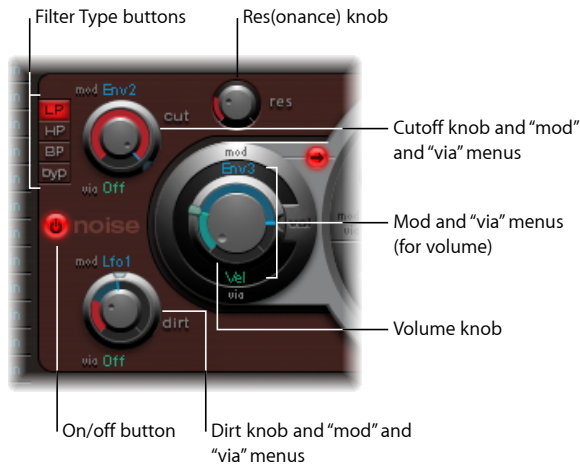 Filter Type buttons
Res(onance) knob
mod Env2
cut
res
LP
HP
BP
byp
via Off
Cutoff knob and “mod”
and “via” menus
mod
Env3
noise
Mod and “via” menus
(for volume)
mod Lfo1
Vel
via
dirt
via Off
Volume knob
On/off button
Dirt knob and “mod” and
“via” menus